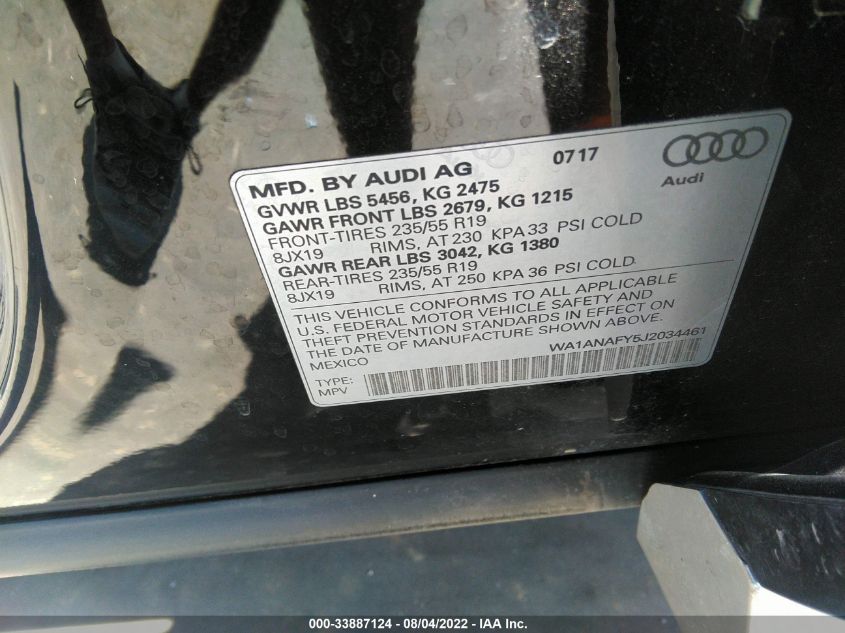 MFD. BY AUDI AG 0717
Audi
GVWR LBS 5456, KG 2475
GAWR FRONT LBS 2679, KG 1215
FRONT-TIRES 235/55 R19
8JX19 RIMS, AT 230 KPA 33 PSI COLD
GAWR REAR LBS 3042, KG 1380
REAR-TIRES 235/55 R19
8JX19 RIMS, AT 250 KPA 36 PSI COLD.
THIS VEHICLE CONFORMS TO ALL APPLICABLE
U.S. FEDERAL MOTOR VEHICLE SAFETY AND
THEFT PREVENTION STANDARDS IN EFFECT ON
THE DATE OF MANUFACTURE SHOWN ABOVE.
MEXICO WA1ANAFY5J2034461
TYPE:
MPV
000-33887124 - 08/04/2022 - IAA Inc.